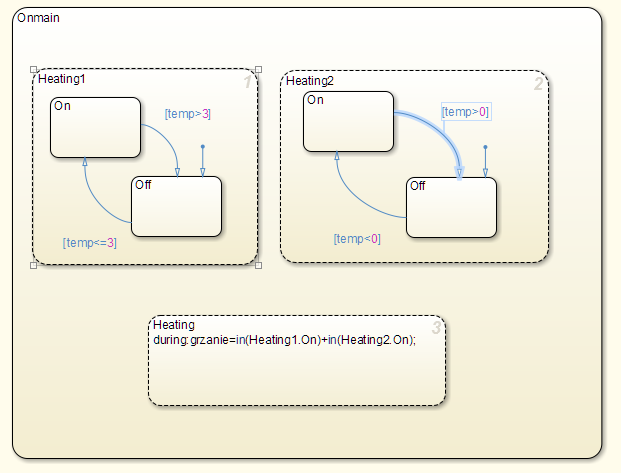 Onmain
Heating1
1
On
[temp>3]
Off
[temp<=3]
Heating2
2
On
[temp>0]
Off
[temp<0]
Heating
3
during:grzanie=in(Heating1.On)+in(Heating2.On);